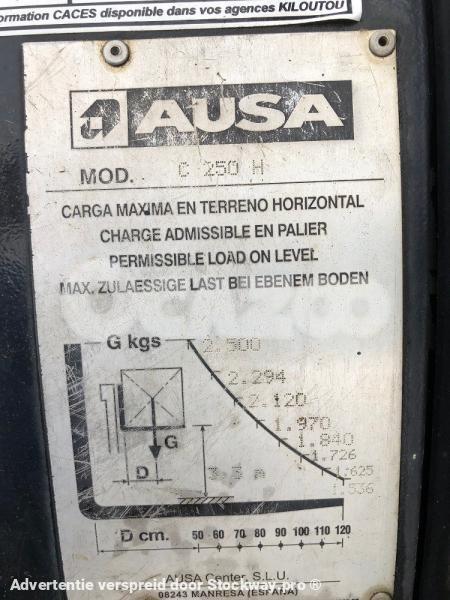 ormation CACES disponible dans vos agences KILOUTOU
AUSA
MOD. C 250 H
CARGA MAXIMA EN TERRENO HORIZONTAL
CHARGE ADMISSIBLE EN PALIER
PERMISSIBLE LOAD ON LEVEL
MAX. ZULAESSIGE LAST BEI EBENEM BODEN
OCAZOO
G kgs
2.500
2.294
2.120
1.970
1.840
1.726
1.625
1.536
G
D
3,5 m
D cm. 50 60 70 80 90 100 110 120
AUSA Center, S.L.U.
08243 MANRESA (ESPAÑA)
Advertentie verspreid door Stockway.pro ®